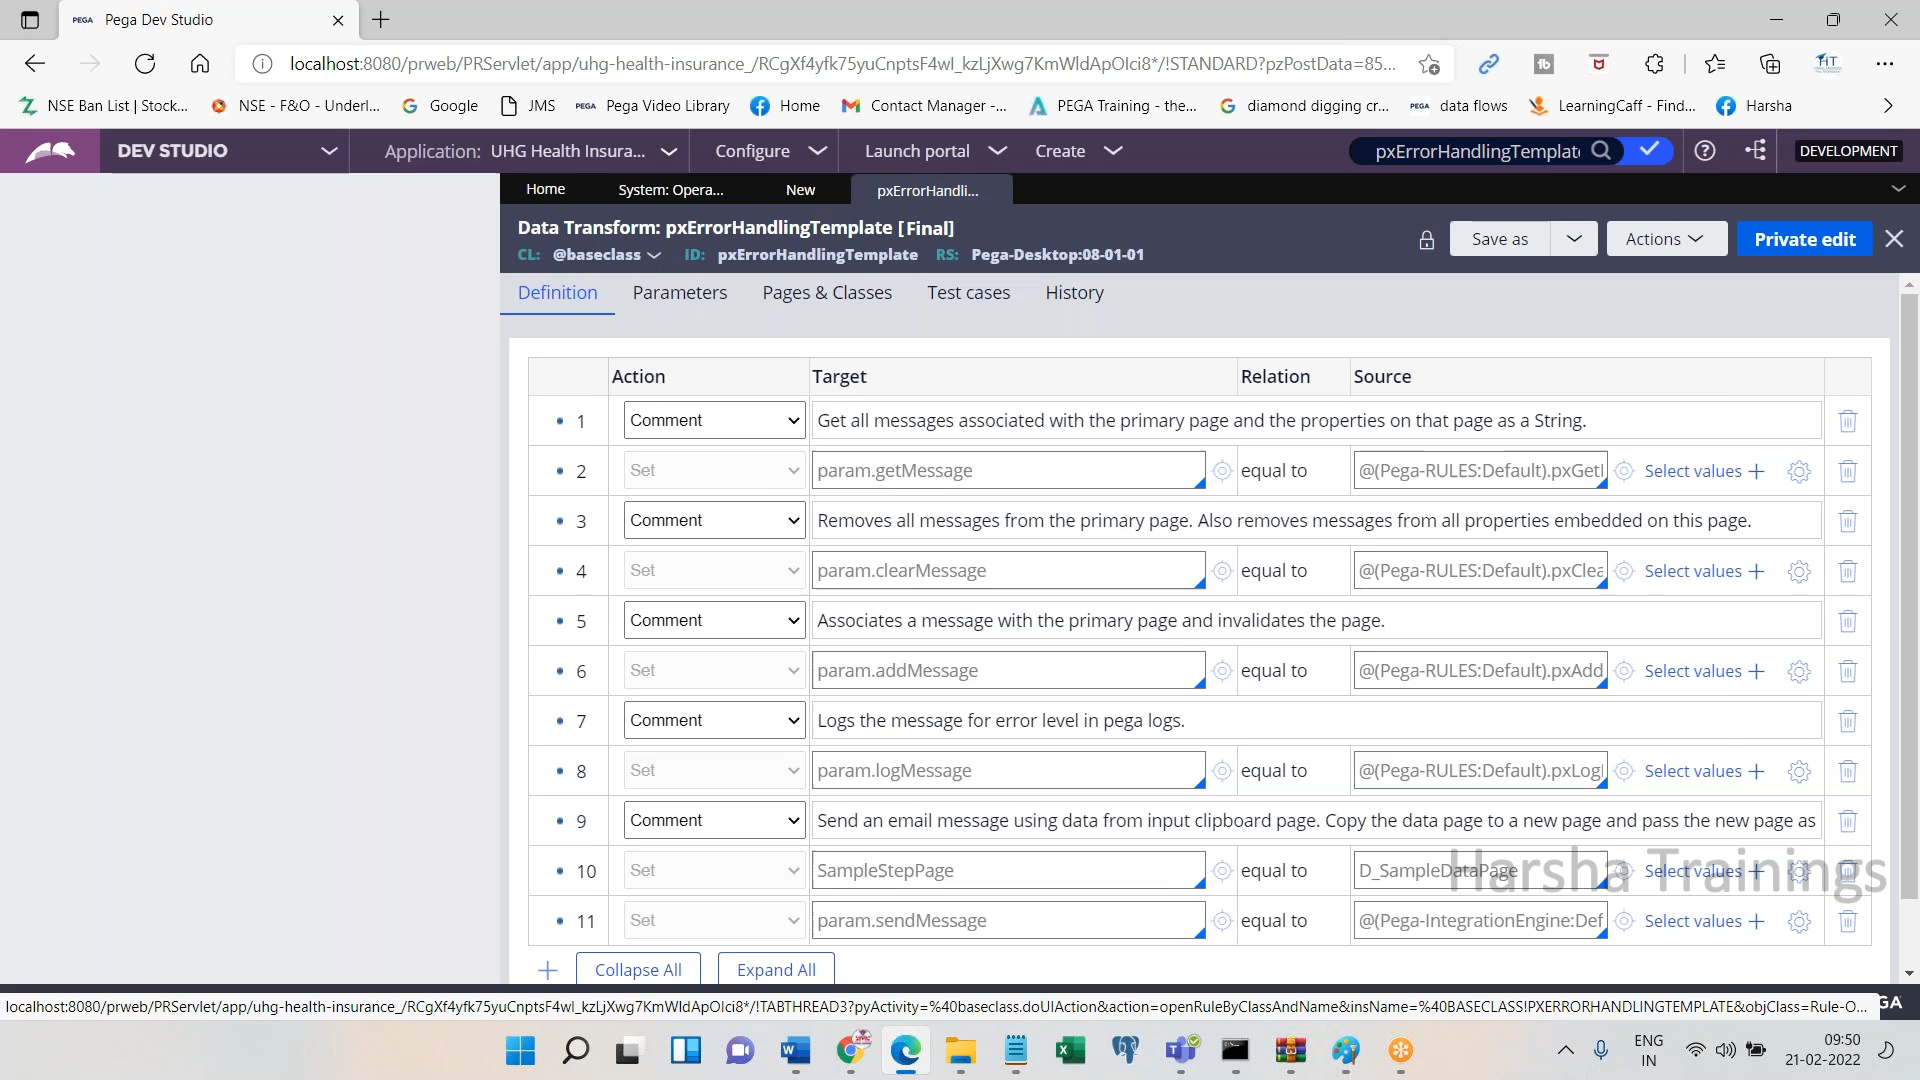 PEGA Pega Dev Studio
localhost:8080/prweb/PRServlet/app/uhg-health-insurance_/RCgXf4yfk75yuCnptsF4wl_kzLjXwg7KmWldApOlci8*/!STANDARD?pzPostData=85...
NSE Ban List | Stock... NSE - F&O - Underl... Google JMS PEGA Pega Video Library Home Contact Manager -... PEGA Training - the... diamond digging cr... PEGA data flows LearningCaff - Find... Harsha
DEV STUDIO Application: UHG Health Insura... Configure Launch portal Create pxErrorHandlingTemplate DEVELOPMENT
Home System: Opera... New pxErrorHandli...
Data Transform: pxErrorHandlingTemplate [Final]
CL: @baseclass ID: pxErrorHandlingTemplate RS: Pega-Desktop:08-01-01
Save as Actions Private edit
Definition Parameters Pages & Classes Test cases History
Action Target Relation Source
1 Comment Get all messages associated with the primary page and the properties on that page as a String.
2 Set param.getMessage equal to @(Pega-RULES:Default).pxGetI Select values
3 Comment Removes all messages from the primary page. Also removes messages from all properties embedded on this page.
4 Set param.clearMessage equal to @(Pega-RULES:Default).pxClea Select values
5 Comment Associates a message with the primary page and invalidates the page.
6 Set param.addMessage equal to @(Pega-RULES:Default).pxAdd Select values
7 Comment Logs the message for error level in pega logs.
8 Set param.logMessage equal to @(Pega-RULES:Default).pxLog Select values
9 Comment Send an email message using data from input clipboard page. Copy the data page to a new page and pass the new page as
10 Set SampleStepPage equal to D_SampleDataPage Select values
Harsha Trainings
11 Set param.sendMessage equal to @(Pega-IntegrationEngine:Def Select values
Collapse All Expand All
localhost:8080/prweb/PRServlet/app/uhg-health-insurance_/RCgXf4yfk75yuCnptsF4wl_kzLjXwg7KmWldApOlci8*/!TABTHREAD3?pyActivity=%40baseclass.doUIAction&action=openRuleByClassAndName&insName=%40BASECLASS!PXERRORHANDLINGTEMPLATE&objClass=Rule-O... GA
ENG
IN
09:50
21-02-2022